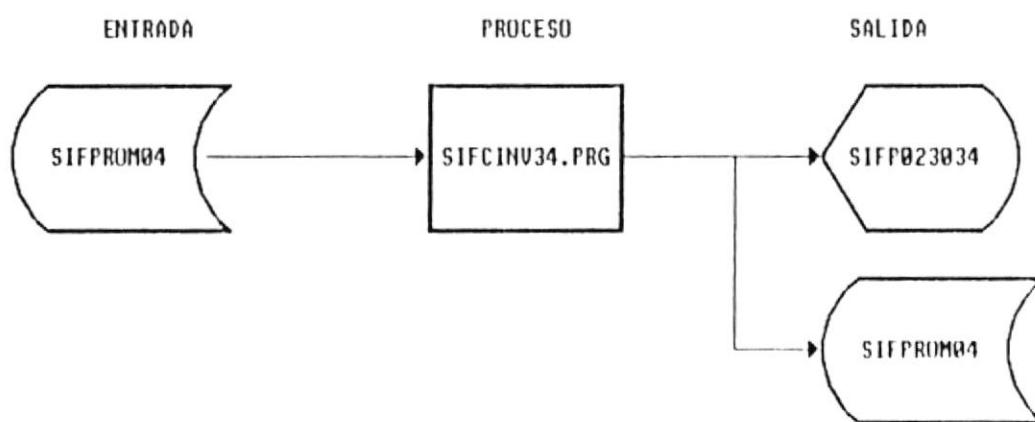 ENTRADA PROCESO SALIDA
SIFPROM04 SIFCINV34.PRG SIFP023034
SIFPROM04